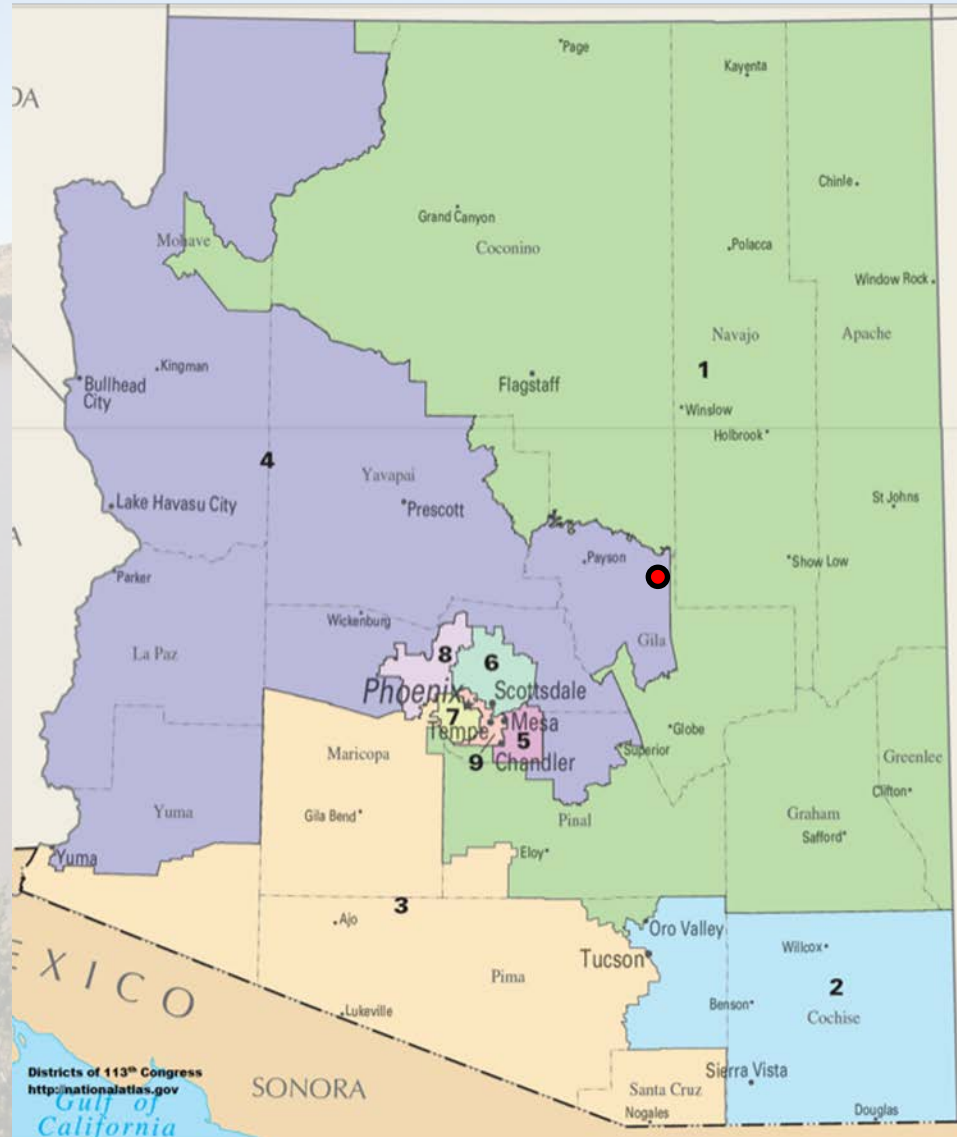 Page
Kayenta
DA
Chinle
Grand Canyon
Mohave
Coconino
Polacca
Window Rock
Navajo
Apache
Kingman
1
Bullhead
City
Flagstaff
Winslow
Holbrook
4
Yavapai
Lake Havasu City
Prescott
St Johns
A
Parker
Payson
Show Low
Wickenburg
Gila
La Paz
8
6
Phoenix
Scottsdale
7
Mesa
Tempe
5
Globe
Superior
Maricopa
9
Chandler
Greenlee
Clifton
Yuma
Gila Bend
Pinal
Graham
Safford
Yuma
Eloy
3
Ajo
Oro Valley
Tucson
Willcox
EXICO
Pima
2
Benson
Cochise
Lukeville
Districts of 113th Congress
http://nationalatlas.gov
SONORA
Sierra Vista
Santa Cruz
Gulf of
California
Nogales
Douglas